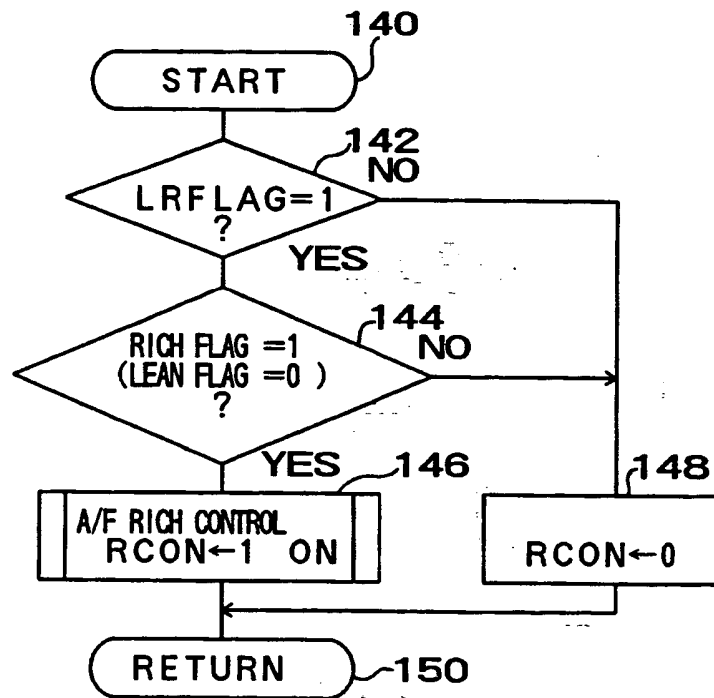 140
START
142
NO
LRFLAG=1
?
YES
144
RICH FLAG =1
NO
(LEAN FLAG =0 )
?
YES
146
148
A/F RICH CONTROL
RCON←1 ON
RCON←0
RETURN
150